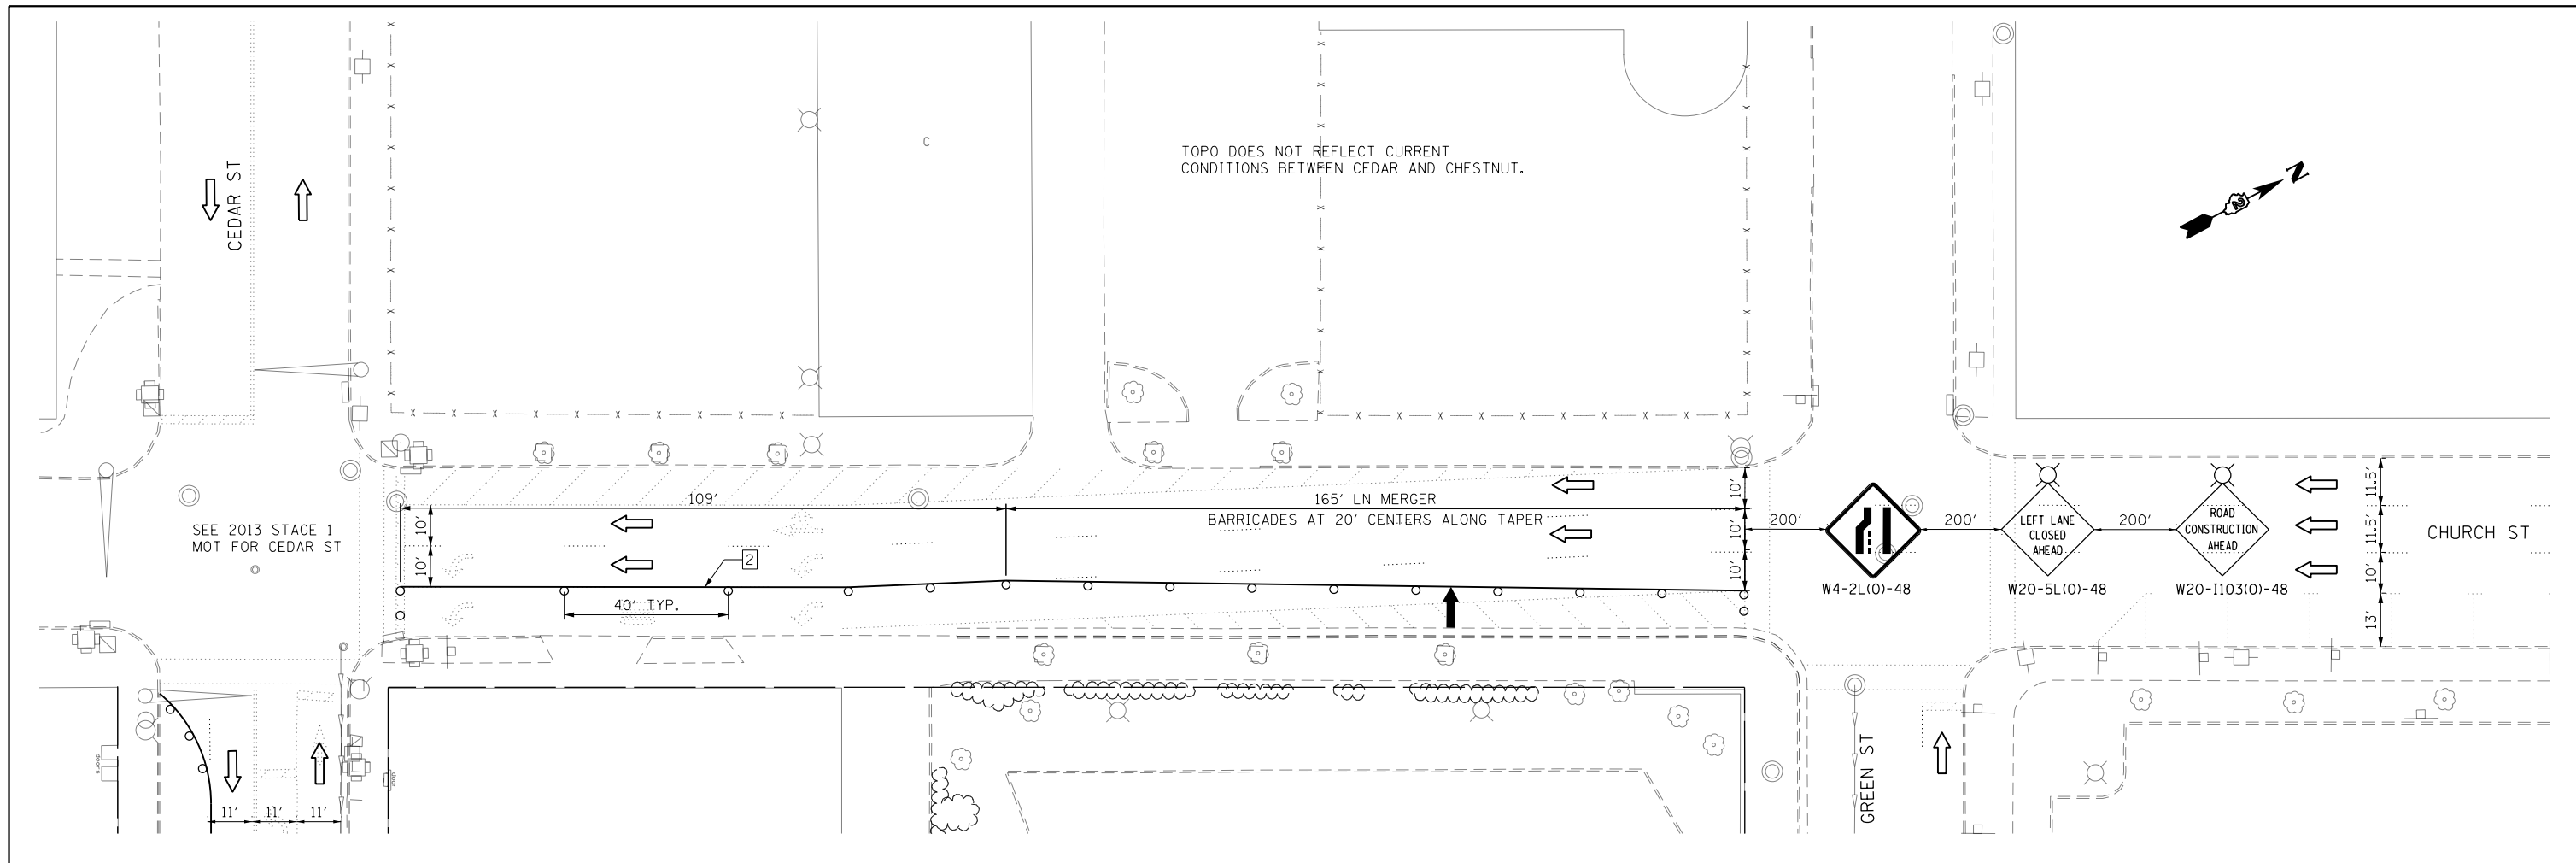 CEDAR ST
TOPO DOES NOT REFLECT CURRENT
CONDITIONS BETWEEN CEDAR AND CHESTNUT.
C
N
2
SEE 2013 STAGE 1
MOT FOR CEDAR ST
109'
165' LN MERGER
BARRICADES AT 20' CENTERS ALONG TAPER
10'
10'
10'
10'
10'
2
40' TYP.
200'
200'
200'
LEFT LANE
CLOSED
AHEAD
ROAD
CONSTRUCTION
AHEAD
W4-2L(O)-48
W20-5L(O)-48
W20-I103(O)-48
11.5'
11.5'
10'
13'
CHURCH ST
DOORS
DOOR
11'
11'
11'
GREEN ST